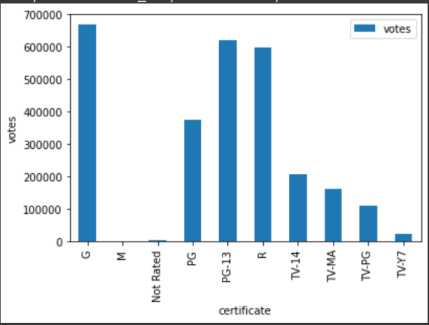 700000
600000
500000
400000
300000
200000
100000
0
votes
votes
G
M
Not Rated
PG
PG-13
R
TV-14
TV-MA
TV-PG
TV-Y7
certificate